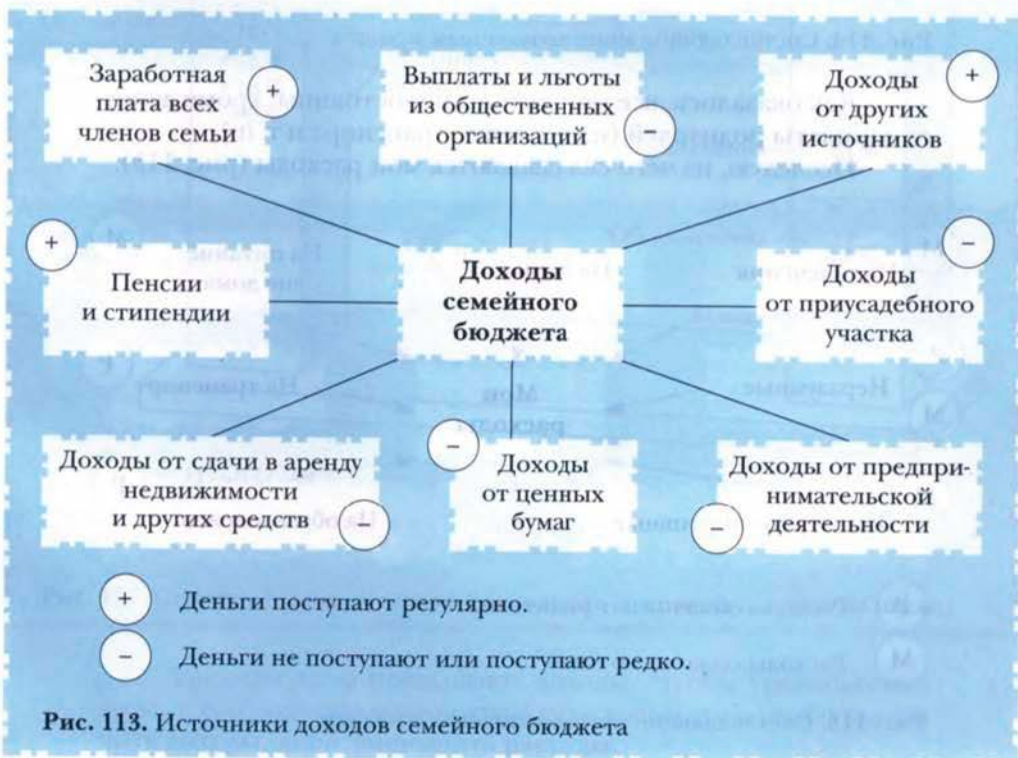 Заработная
плата всех
членов семьи
+
Выплаты и льготы
из общественных
организаций
–
Доходы
от других
источников
+
+
Пенсии
и стипендии
Доходы
семейного
бюджета
–
Доходы
от приусадебного
участка
Доходы от сдачи в аренду
недвижимости
и других средств
–
–
Доходы
от ценных
бумаг
Доходы от предпри-
нимательской
деятельности
–
+ Деньги поступают регулярно.
– Деньги не поступают или поступают редко.
Рис. 113. Источники доходов семейного бюджета